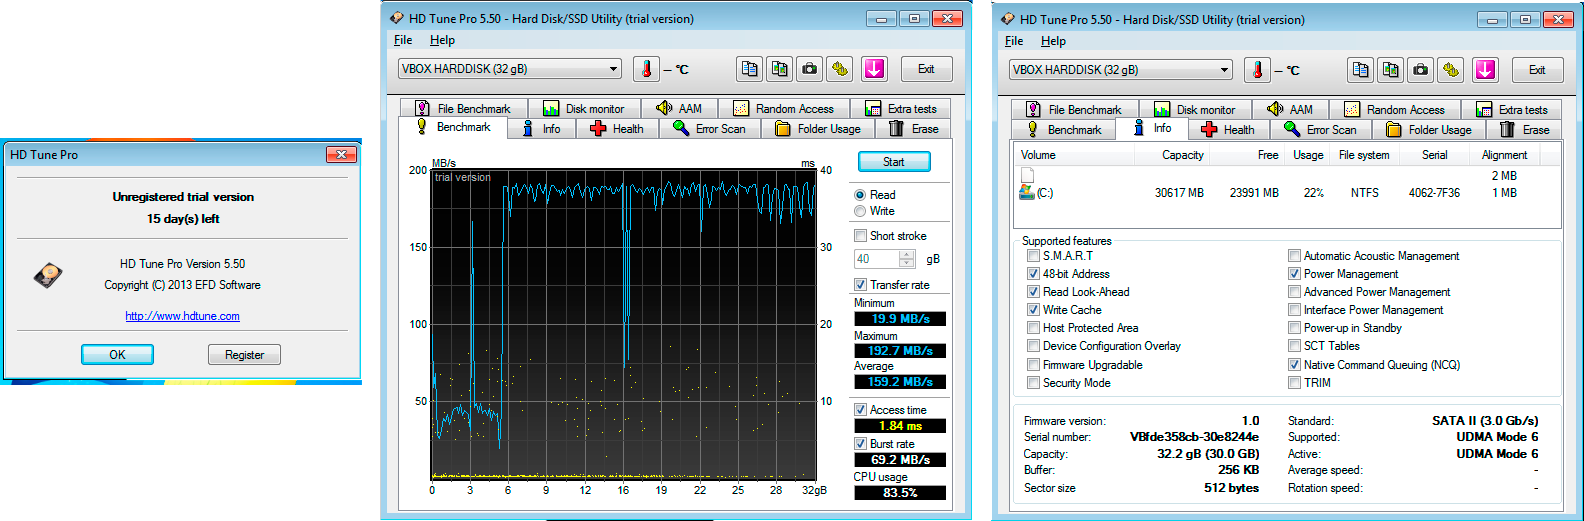 HD Tune Pro
Unregistered trial version
15 day(s) left
HD Tune Pro Version 5.50
Copyright (C) 2013 EFD Software
http://www.hdtune.com
OK Register
HD Tune Pro 5.50 - Hard Disk/SSD Utility (trial version)
File Help
VBOX HARDDISK (32 gB) – °C Exit
File Benchmark Disk monitor AAM Random Access Extra tests
Benchmark Info Health Error Scan Folder Usage Erase
MB/s ms
trial version
200 40
150 30
100 20
50 10
0 3 6 9 12 16 19 22 25 28 32gB
Start
Read
Write
Short stroke
40 gB
Transfer rate
Minimum
19.9 MB/s
Maximum
192.7 MB/s
Average
159.2 MB/s
Access time
1.84 ms
Burst rate
69.2 MB/s
CPU usage
83.5%
HD Tune Pro 5.50 - Hard Disk/SSD Utility (trial version)
File Help
VBOX HARDDISK (32 gB) – °C Exit
File Benchmark Disk monitor AAM Random Access Extra tests
Benchmark Info Health Error Scan Folder Usage Erase
Volume Capacity Free Usage File system Serial Alignment
2 MB
(C:) 30617 MB 23991 MB 22% NTFS 4062-7F36 1 MB
Supported features
S.M.A.R.T Automatic Acoustic Management
48-bit Address Power Management
Read Look-Ahead Advanced Power Management
Write Cache Interface Power Management
Host Protected Area Power-up in Standby
Device Configuration Overlay SCT Tables
Firmware Upgradable Native Command Queuing (NCQ)
Security Mode TRIM
Firmware version: 1.0 Standard: SATA II (3.0 Gb/s)
Serial number: VBfde358cb-30e8244e Supported: UDMA Mode 6
Capacity: 32.2 gB (30.0 GB) Active: UDMA Mode 6
Buffer: 256 KB Average speed: -
Sector size 512 bytes Rotation speed: -